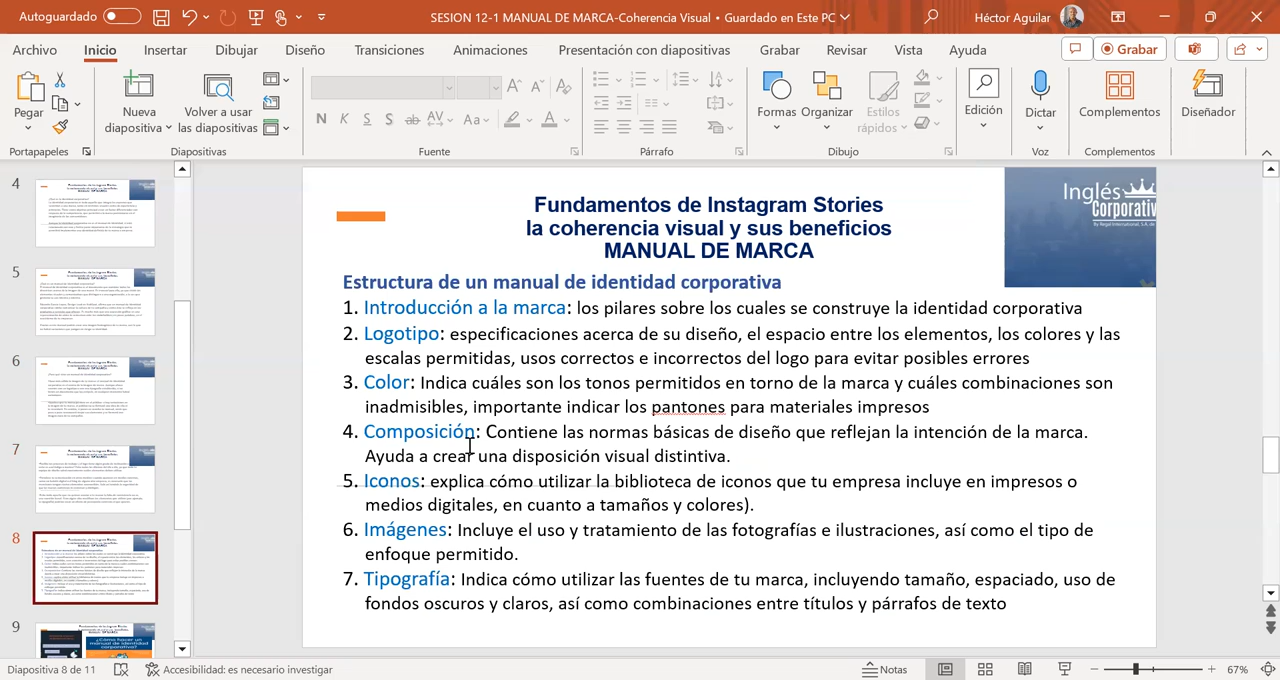 Autoguardado
SESION 12-1 MANUAL DE MARCA-Coherencia Visual • Guardado en Este PC
Héctor Aguilar
Archivo Inicio Insertar Dibujar Diseño Transiciones Animaciones Presentación con diapositivas Grabar Revisar Vista Ayuda
Grabar
Pegar
Nueva diapositiva
Volver a usar las diapositivas
Formas
Organizar
Estilos rápidos
Edición
Dictar
Complementos
Diseñador
Portapapeles Diapositivas Fuente Párrafo Dibujo Voz Complementos
4
5
6
7
8
9
Fundamentos de Instagram Stories
la coherencia visual y sus beneficios
MANUAL DE MARCA
Inglés
Corporativ
by Regal International, S.A. de
Estructura de un manual de identidad corporativa
1. Introducción a la marca: los pilares sobre los cuales se construye la identidad corporativa
2. Logotipo: especificaciones acerca de su diseño, el espacio entre los elementos, los colores y las
escalas permitidas, usos correctos e incorrectos del logo para evitar posibles errores
3. Color: Indica cuáles son los tonos permitidos en torno a la marca y cuáles combinaciones son
inadmisibles, importante indicar los pantones para materiales impresos
4. Composición: Contiene las normas básicas de diseño que reflejan la intención de la marca.
Ayuda a crear una composición visual distintiva.
5. Iconos: explica cómo utilizar la biblioteca de iconos que tu empresa incluye en impresos o
medios digitales, (en cuanto a tamaños y colores).
6. Imágenes: Incluye el uso y tratamiento de las fotografías e ilustraciones, así como el tipo de
enfoque permitido.
7. Tipografía: Indica cómo utilizar las fuentes de la marca, incluyendo tamaño, espaciado, uso de
fondos oscuros y claros, así como combinaciones entre títulos y párrafos de texto
Diapositiva 8 de 11
Accesibilidad: es necesario investigar
Notas
67%